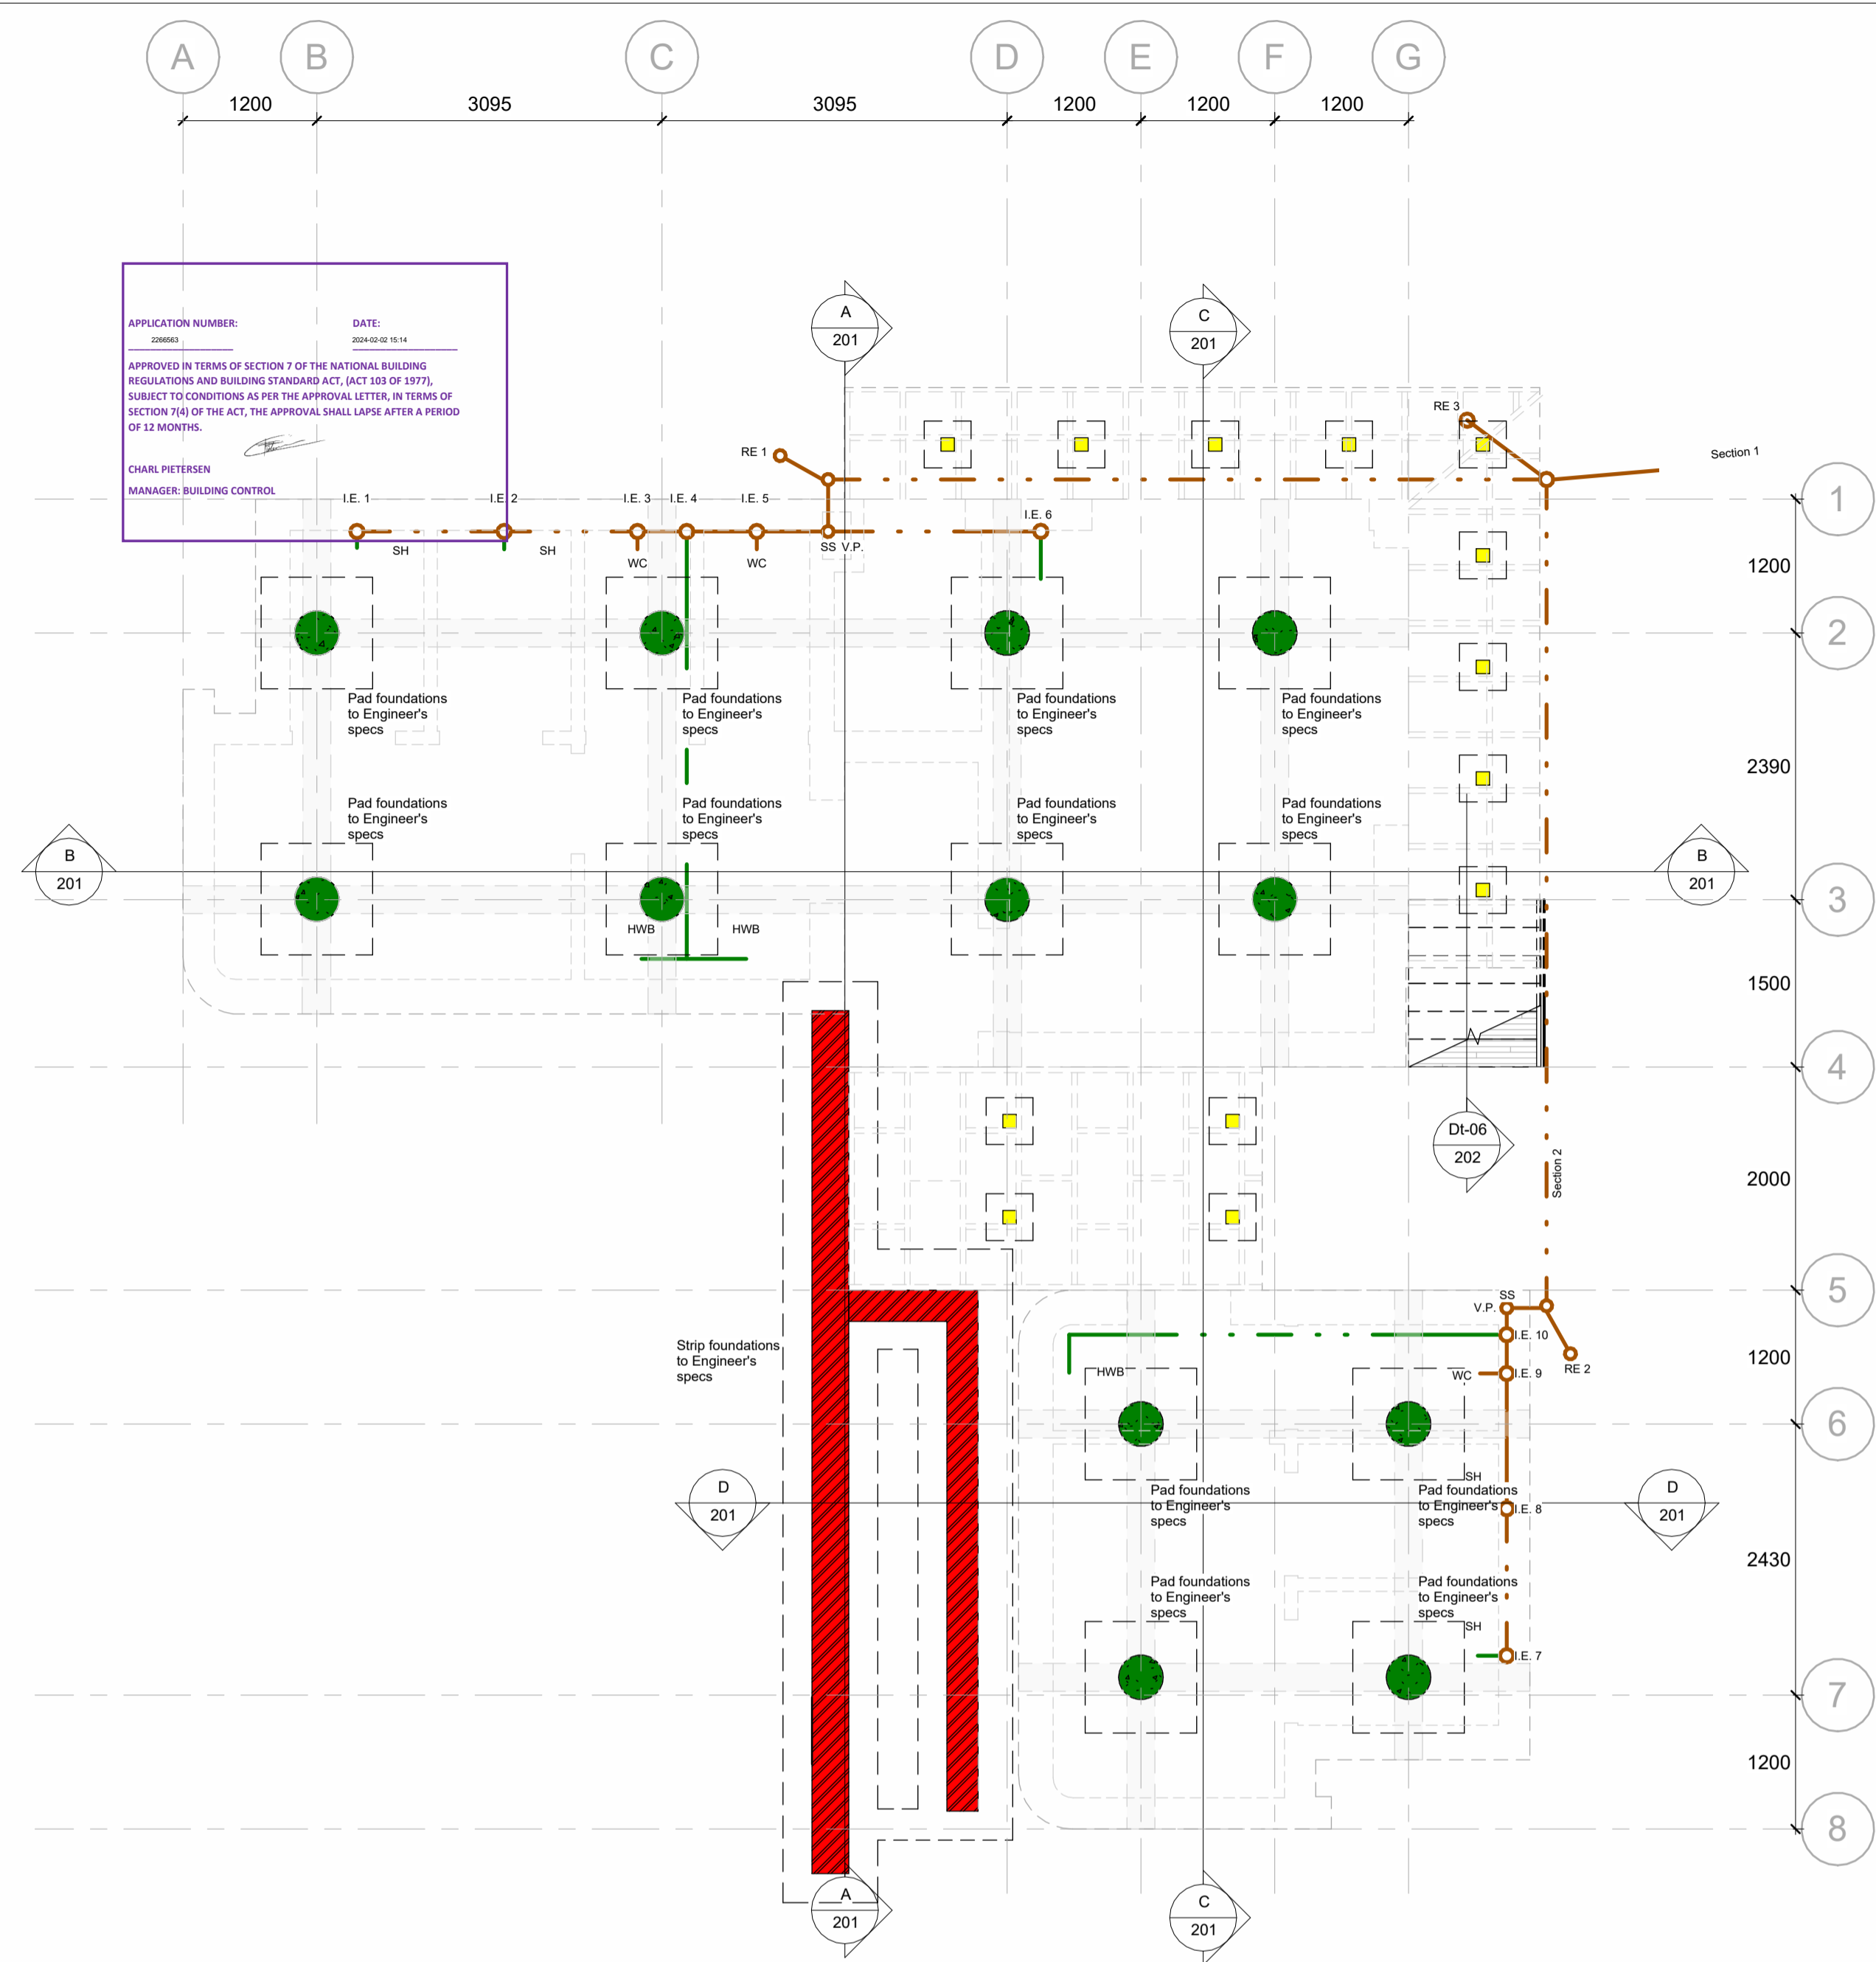 A B C D E F G
1200 3095 3095 1200 1200 1200
APPLICATION NUMBER: DATE:
2266563 2024-02-02 15:14
APPROVED IN TERMS OF SECTION 7 OF THE NATIONAL BUILDING
REGULATIONS AND BUILDING STANDARD ACT, (ACT 103 OF 1977),
SUBJECT TO CONDITIONS AS PER THE APPROVAL LETTER, IN TERMS OF
SECTION 7(4) OF THE ACT, THE APPROVAL SHALL LAPSE AFTER A PERIOD
OF 12 MONTHS.
CHARL PIETERSEN
MANAGER: BUILDING CONTROL
A
201
C
201
RE 3
RE 1
Section 1
1
I.E. 1 I.E. 2 I.E. 3 I.E. 4 I.E. 5
I.E. 6
SH SH WC WC SS V.P.
1200
2
Pad foundations
to Engineer's
specs
Pad foundations
to Engineer's
specs
Pad foundations
to Engineer's
specs
Pad foundations
to Engineer's
specs
2390
Pad foundations
to Engineer's
specs
Pad foundations
to Engineer's
specs
Pad foundations
to Engineer's
specs
Pad foundations
to Engineer's
specs
B
201
B
201
3
HWB HWB
1500
4
Dt-06
202
Section 2
2000
5
SS
V.P.
I.E. 10
Strip foundations
to Engineer's
specs
1200
HWB
WC
I.E. 9
RE 2
6
SH
D
201
Pad foundations
to Engineer's
specs
Pad foundations
to Engineer's
specs
I.E. 8
D
201
2430
Pad foundations
to Engineer's
specs
Pad foundations
to Engineer's
specs
SH
I.E. 7
7
1200
8
A
201
C
201